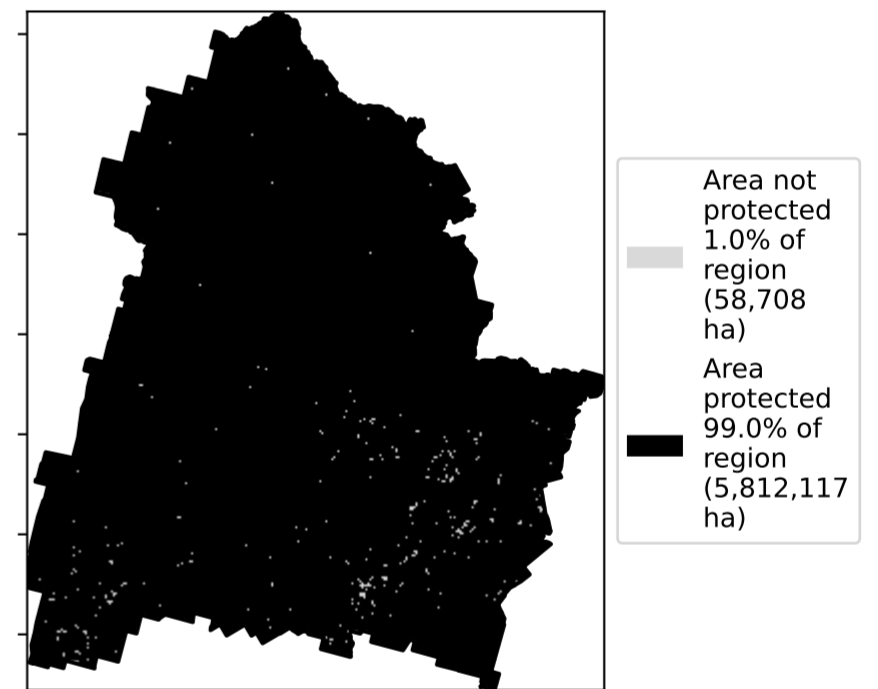 Area not
protected
1.0% of
region
(58,708
ha)
Area
protected
99.0% of
region
(5,812,117
ha)